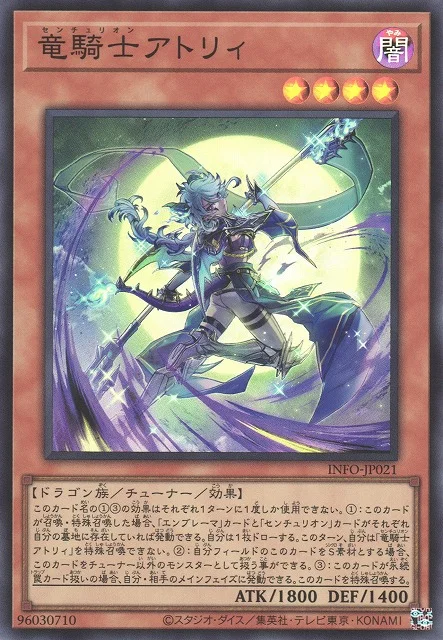 センチュリオン
竜騎士アトリィ
やみ
闇
INFO-JP021
【ドラゴン族／チューナー／効果】
このカード名の①③の効果はそれぞれ1ターンに1度しか使用できない。①：このカード
が召喚・特殊召喚した場合、「エンブレーマ」カードと「センチュリオン」カードがそれぞれ
自分の墓地に存在していれば発動できる。自分は1枚ドローする。このターン、自分は「竜騎士
アトリィ」を特殊召喚できない。②：自分フィールドのこのカードをS素材とする場合、
このカードをチューナー以外のモンスターとして扱う事ができる。③：このカードが永続
罠カード扱いの場合、自分・相手のメインフェイズに発動できる。このカードを特殊召喚する。
ATK/1800 DEF/1400
96030710
©スタジオ・ダイス／集英社・テレビ東京・KONAMI